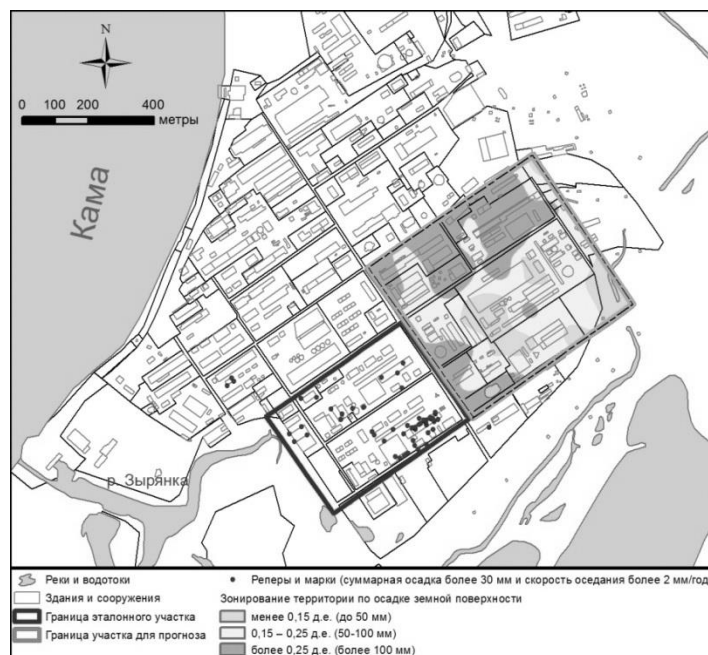 N
0 100 200 400
метры
Кама
р. Зырянка
Реки и водотоки
Здания и сооружения
Граница эталонного участка
Граница участка для прогноза
Реперы и марки (суммарная осадка более 30 мм и скорость оседания более 2 мм/год
Зонирование территории по осадке земной поверхности
менее 0,15 д.е. (до 50 мм)
0,15 – 0,25 д.е. (50-100 мм)
более 0,25 д.е. (более 100 мм)